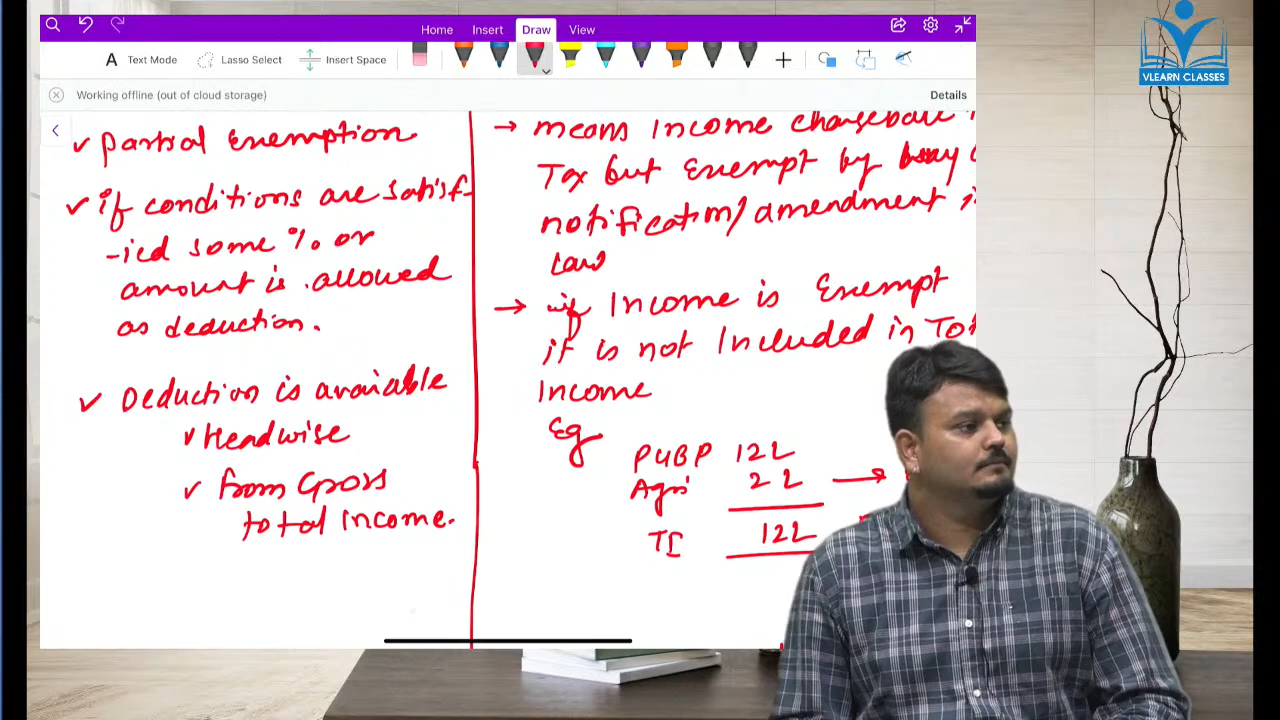 Home Insert Draw View
VLEARN CLASSES
A Text Mode Lasso Select Insert Space
Working offline (out of cloud storage) Details
✓ partial Exemption
✓ if conditions are satisf-
-ied some % or
amount is allowed
as deduction.
✓ Deduction is available
✓ Headwise
✓ from Gross
total income.
→ means Income
Tax but Exempt by
notification/amendment
Law
→ if Income is Exempt
it is not Included in
Income
Eg
PGBP 12L
Agri 2L →
TI 12L